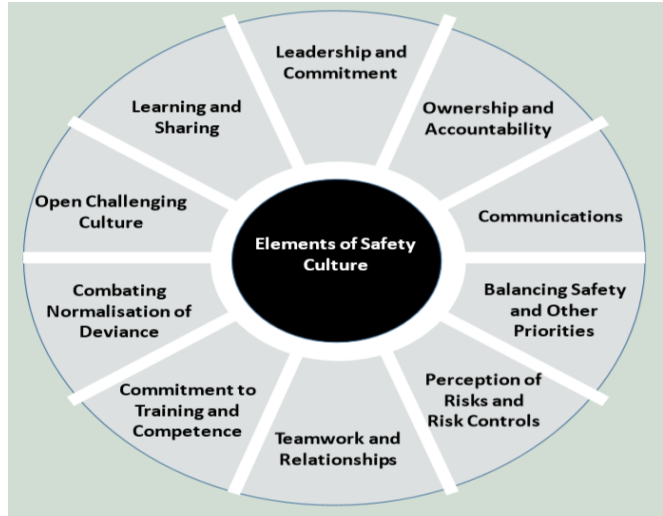 Leadership and
Commitment
Ownership and
Accountability
Communications
Balancing Safety
and Other
Priorities
Perception of
Risks and
Risk Controls
Teamwork and
Relationships
Commitment to
Training and
Competence
Combating
Normalisation of
Deviance
Open Challenging
Culture
Learning and
Sharing
Elements of Safety
Culture